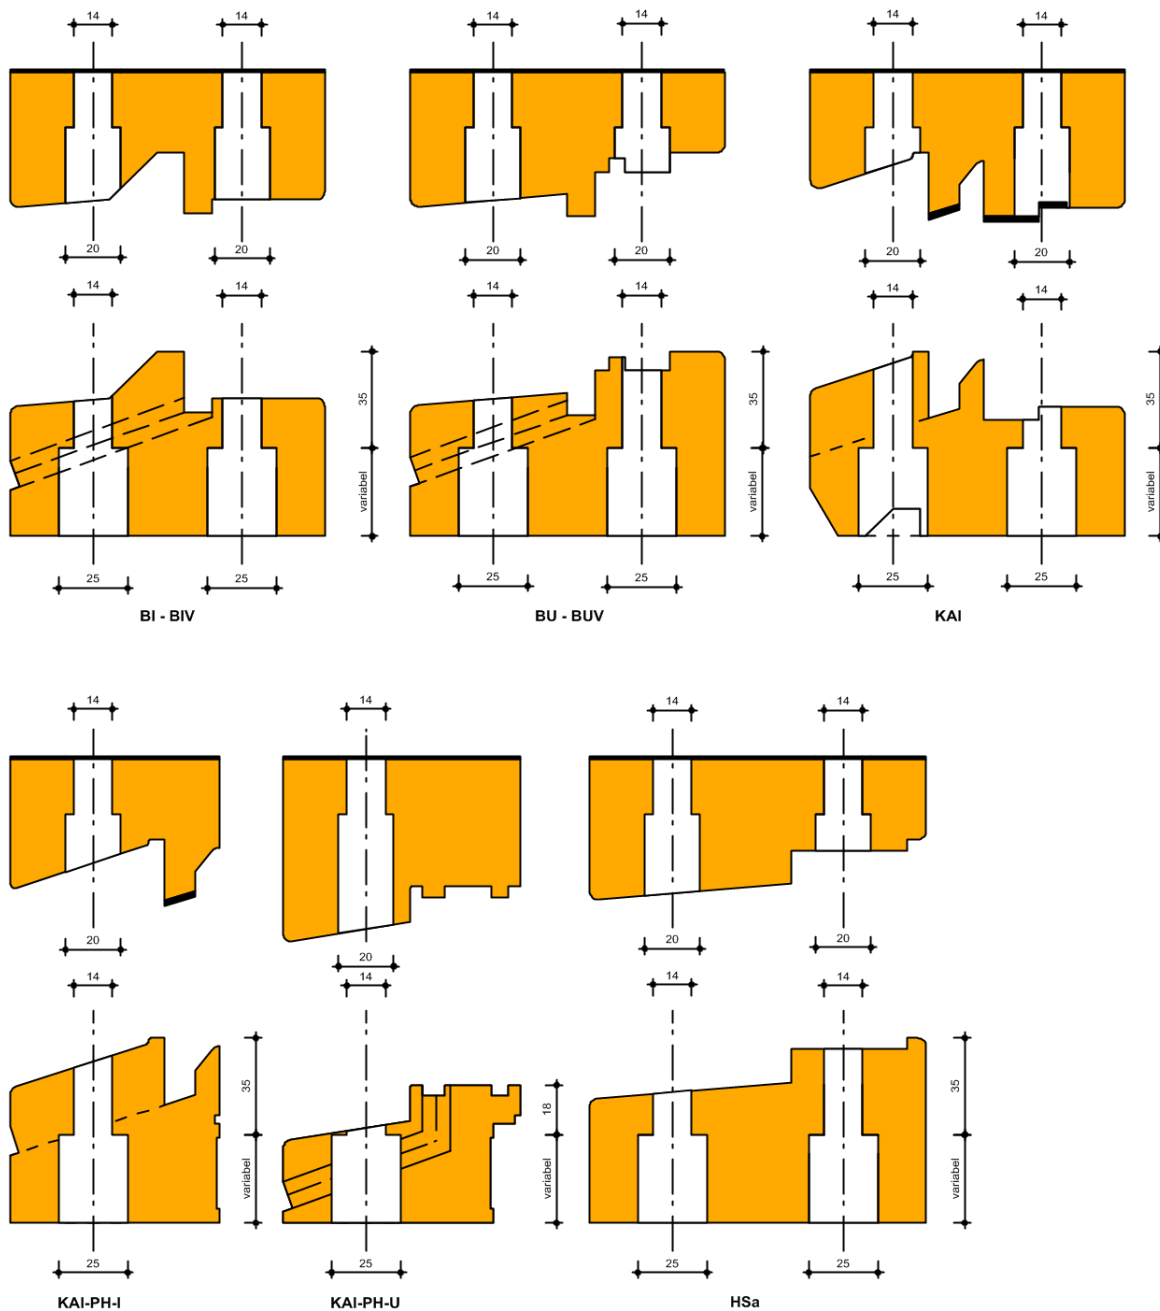 14 14 14 14 14 14
20 20 20 20 20
14 14 14 14 14 14
35 35 35
variabel variabel variabel
25 25 25 25 25 25
BI - BIV BU - BUV KAI
14 14 14 14
20 20 20 20
14 14 14 14
35 18 35
variabel variabel variabel
25 25 25 25
KAI-PH-I KAI-PH-U HSa